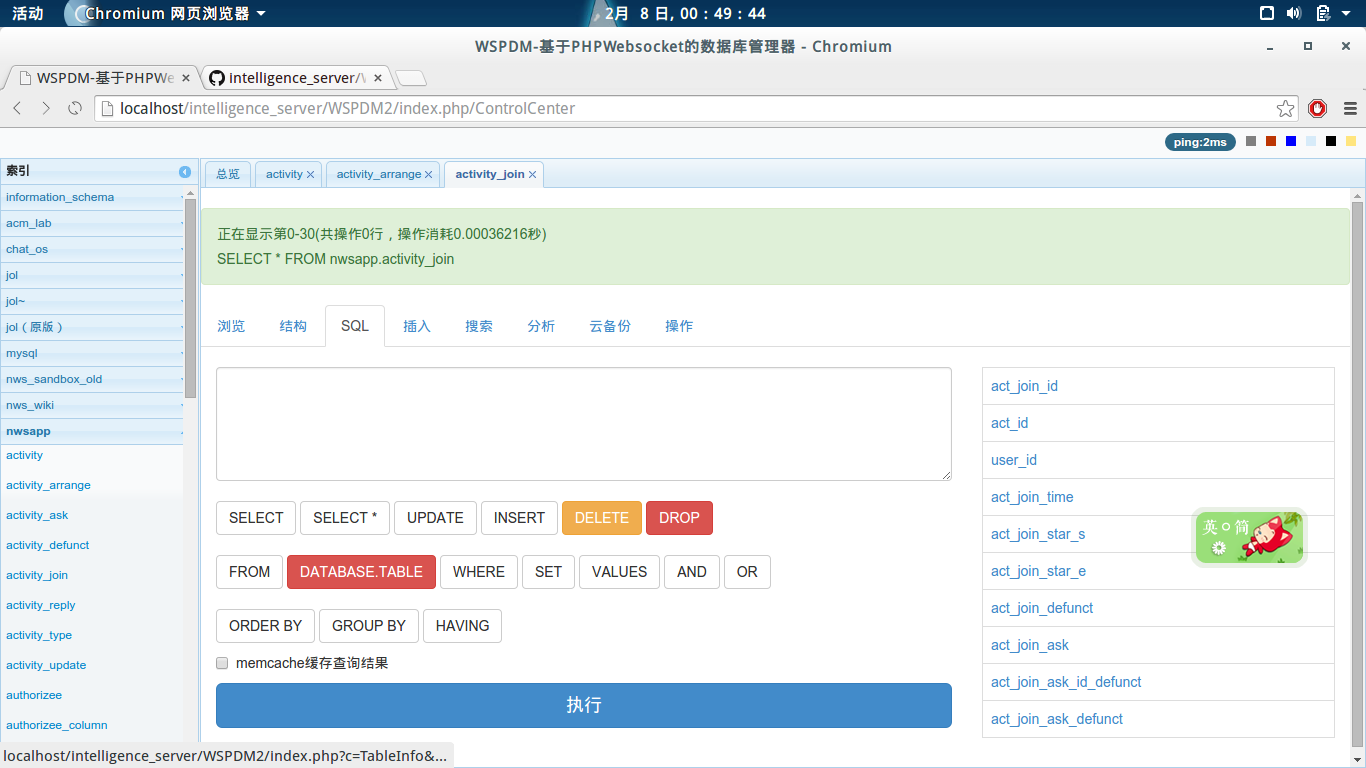 活动 Chromium 网页浏览器 2月 8 日, 00 : 49 : 44
WSPDM-基于PHPWebsocket的数据库管理器 - Chromium
WSPDM-基于PHPWe intelligence_server/
localhost/intelligence_server/WSPDM2/index.php/ControlCenter
ping:2ms
索引
information_schema
acm_lab
chat_os
jol
jol~
jol（原版）
mysql
nws_sandbox_old
nws_wiki
nwsapp
activity
activity_arrange
activity_ask
activity_defunct
activity_join
activity_reply
activity_type
activity_update
authorizee
authorizee_column
总览 activity activity_arrange activity_join
正在显示第0-30(共操作0行，操作消耗0.00036216秒)
SELECT * FROM nwsapp.activity_join
浏览 结构 SQL 插入 搜索 分析 云备份 操作
SELECT SELECT * UPDATE INSERT DELETE DROP
FROM DATABASE.TABLE WHERE SET VALUES AND OR
ORDER BY GROUP BY HAVING
memcache缓存查询结果
执行
act_join_id
act_id
user_id
act_join_time
act_join_star_s
act_join_star_e
act_join_defunct
act_join_ask
act_join_ask_id_defunct
act_join_ask_defunct
英 简
localhost/intelligence_server/WSPDM2/index.php?c=TableInfo&...